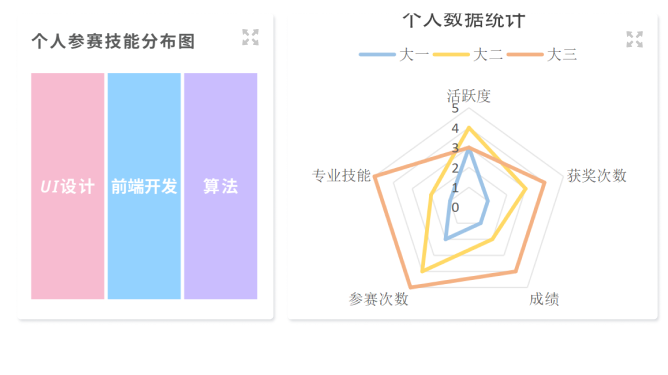 个人参赛技能分布图
UI设计
前端开发
算法
个人数据统计
大一 大二 大三
活跃度
5
4
3
2
1
0
专业技能
获奖次数
参赛次数
成绩